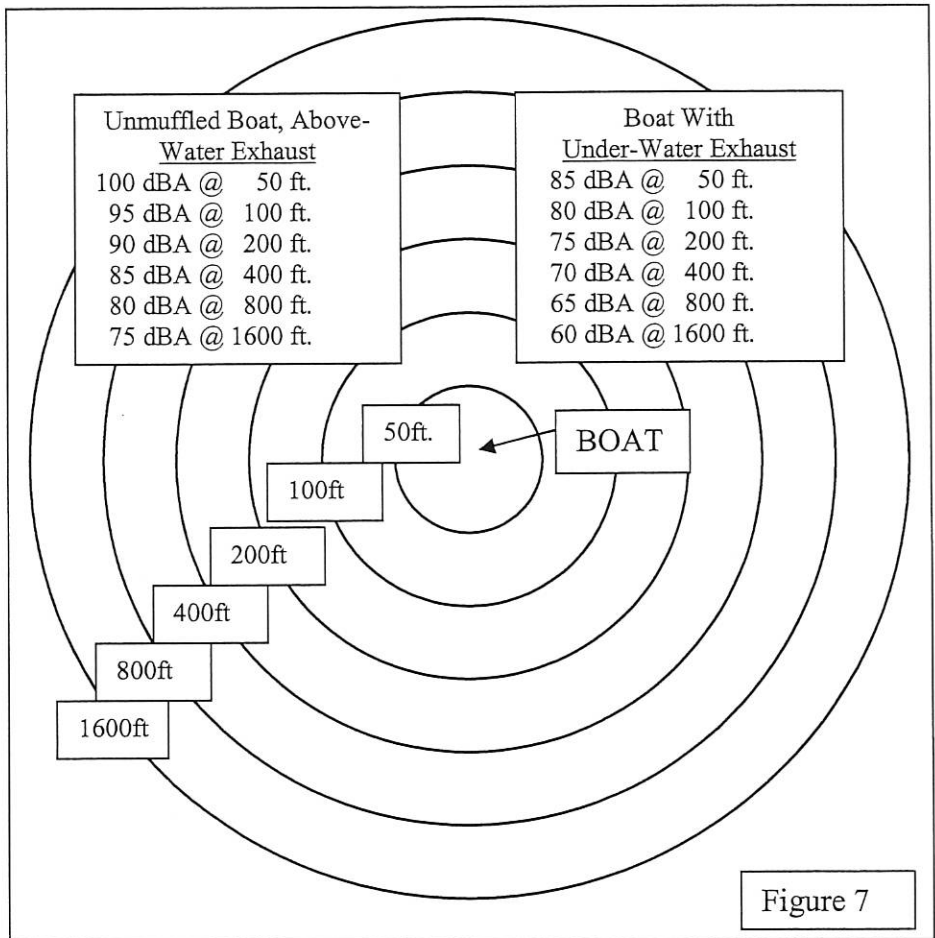 Unmuffled Boat, Above-
Water Exhaust
100 dBA @ 50 ft.
95 dBA @ 100 ft.
90 dBA @ 200 ft.
85 dBA @ 400 ft.
80 dBA @ 800 ft.
75 dBA @ 1600 ft.
Boat With
Under-Water Exhaust
85 dBA @ 50 ft.
80 dBA @ 100 ft.
75 dBA @ 200 ft.
70 dBA @ 400 ft.
65 dBA @ 800 ft.
60 dBA @ 1600 ft.
50ft.
BOAT
100ft
200ft
400ft
800ft
1600ft
Figure 7